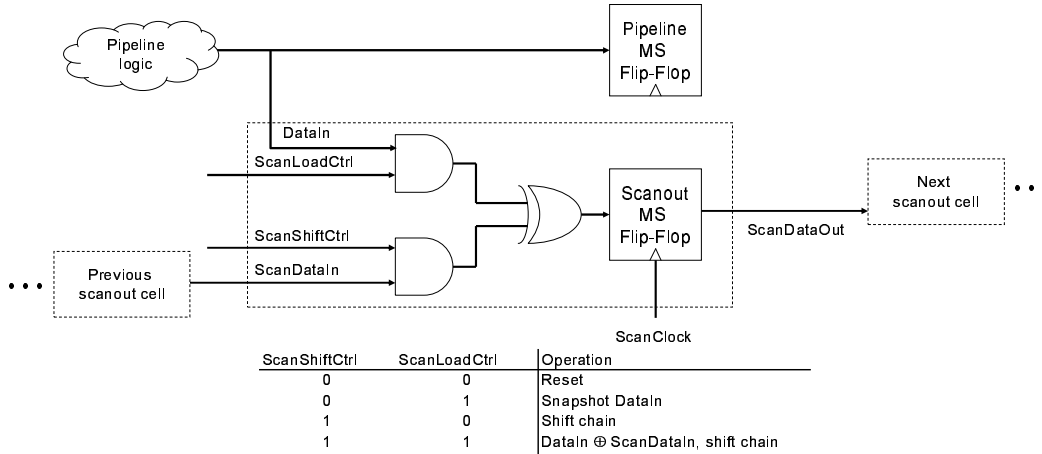 Pipeline
logic
Pipeline
MS
Flip-Flop
DataIn
ScanLoadCtrl
ScanShiftCtrl
ScanDataIn
Previous
scanout cell
Scanout
MS
Flip-Flop
ScanDataOut
Next
scanout cell
ScanClock
ScanShiftCtrl ScanLoadCtrl Operation
0 0 Reset
0 1 Snapshot DataIn
1 0 Shift chain
1 1 DataIn ⊕ ScanDataIn, shift chain